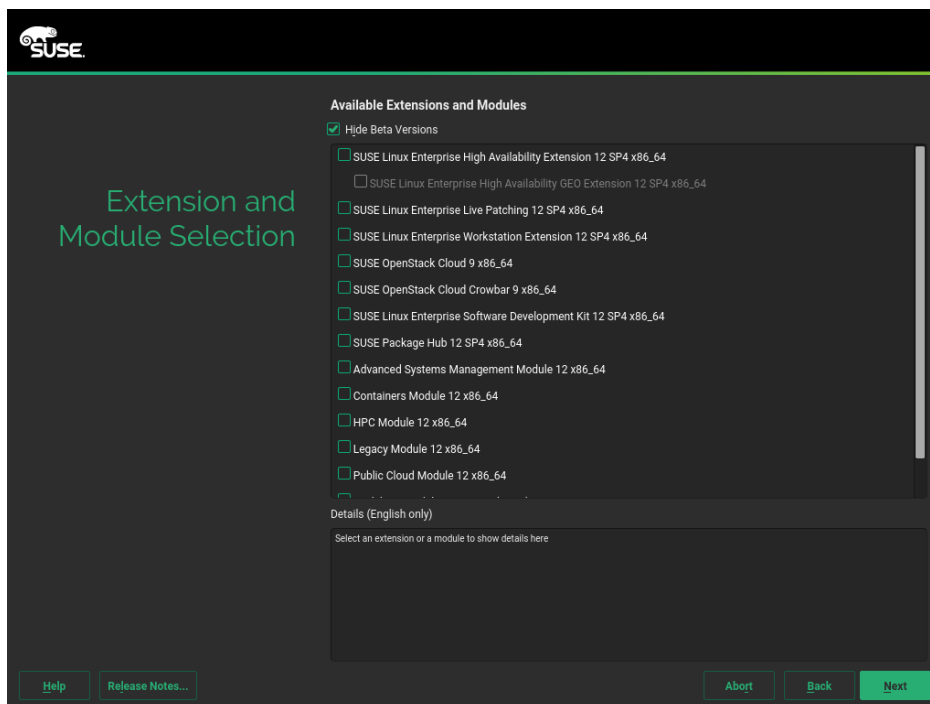 SUSE.
Extension and
Module Selection
Available Extensions and Modules
Hide Beta Versions
SUSE Linux Enterprise High Availability Extension 12 SP4 x86_64
SUSE Linux Enterprise High Availability GEO Extension 12 SP4 x86_64
SUSE Linux Enterprise Live Patching 12 SP4 x86_64
SUSE Linux Enterprise Workstation Extension 12 SP4 x86_64
SUSE OpenStack Cloud 9 x86_64
SUSE OpenStack Cloud Crowbar 9 x86_64
SUSE Linux Enterprise Software Development Kit 12 SP4 x86_64
SUSE Package Hub 12 SP4 x86_64
Advanced Systems Management Module 12 x86_64
Containers Module 12 x86_64
HPC Module 12 x86_64
Legacy Module 12 x86_64
Public Cloud Module 12 x86_64
Details (English only)
Select an extension or a module to show details here
Help
Release Notes...
Abort
Back
Next